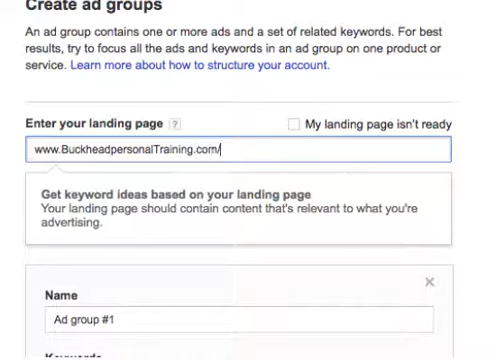 Create ad groups
An ad group contains one or more ads and a set of related keywords. For best
results, try to focus all the ads and keywords in an ad group on one product or
service. Learn more about how to structure your account.
Enter your landing page ? My landing page isn't ready
www.BuckheadpersonalTraining.com/
Get keyword ideas based on your landing page
Your landing page should contain content that's relevant to what you're
advertising.
Name
Ad group #1
Keywords